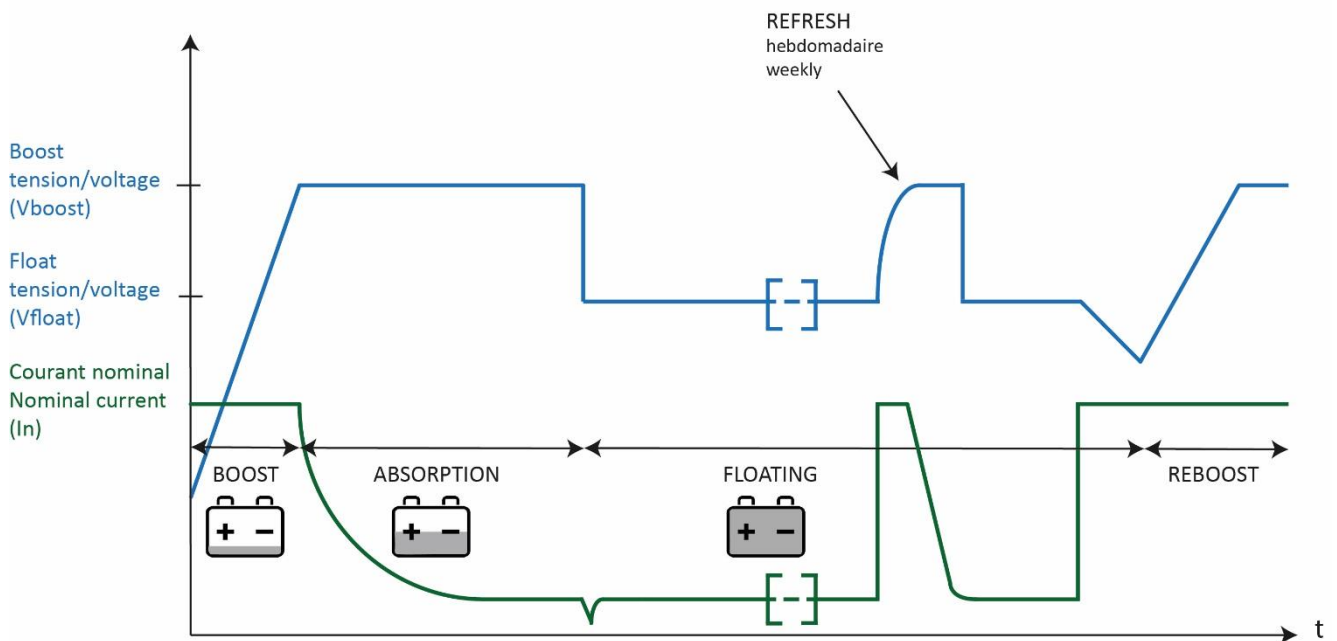 REFRESH
hebdomadaire
weekly
Boost
tension/voltage
(Vboost)
Float
tension/voltage
(Vfloat)
Courant nominal
Nominal current
(In)
BOOST
ABSORPTION
FLOATING
REBOOST
+ −
+ −
+ −
t